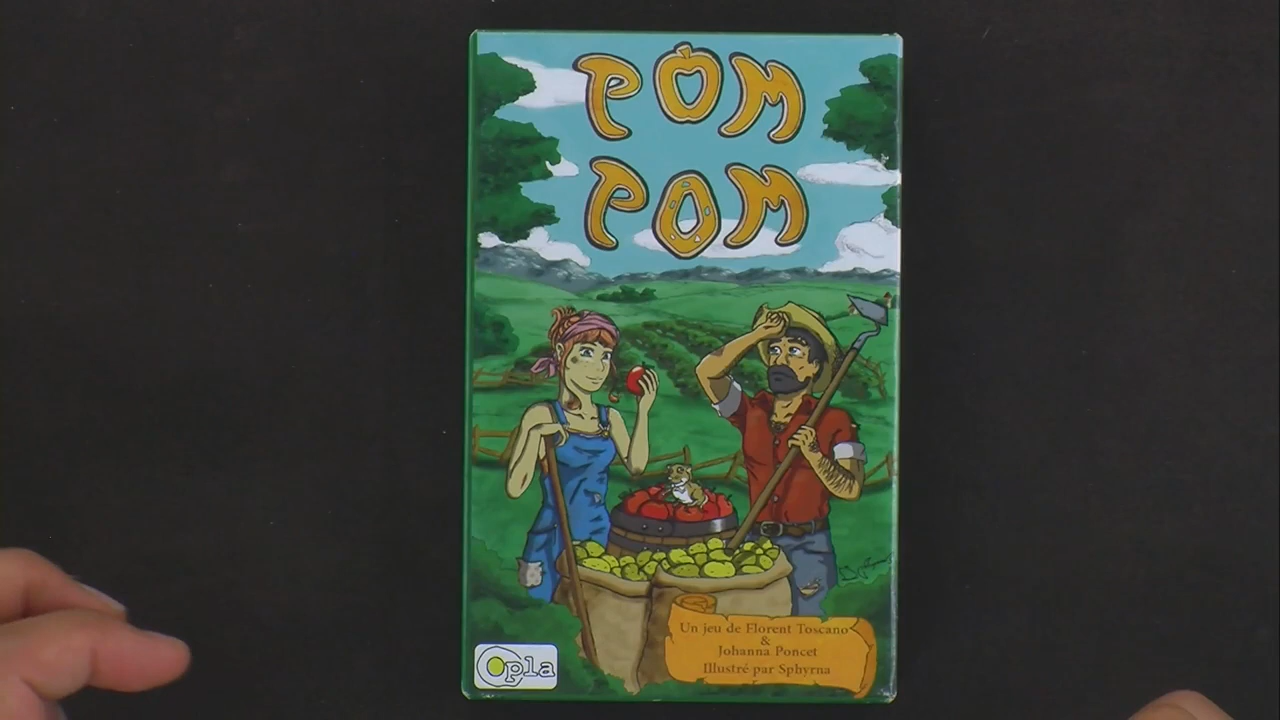 POM
POM
Un jeu de Florent Toscano
&
Johanna Poncet
Illustré par Sphyrna
Opla